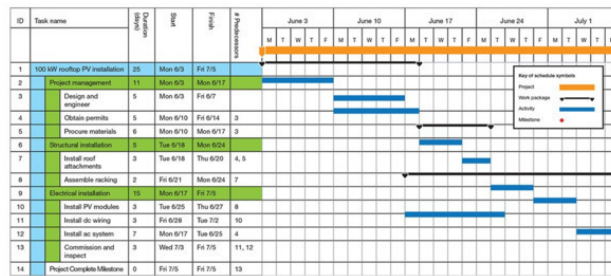 ID Task name Duration (days) Start Finish # Predecessors June 3 June 10 June 17 June 24 July 1
M T W T F M T W T F M T W T F M T W T F M T W T
1 100 kW rooftop PV installation 25 Mon 6/3 Fri 7/5
2 Project management 11 Mon 6/3 Mon 6/17
3 Design and engineer 5 Mon 6/3 Fri 6/7
4 Obtain permits 5 Mon 6/10 Fri 6/14 3
5 Procure materials 6 Mon 6/10 Mon 6/17 3
6 Structural installation 5 Tue 6/18 Mon 6/24
7 Install roof attachments 3 Tue 6/18 Thu 6/20 4, 5
8 Assemble racking 2 Fri 6/21 Mon 6/24 7
9 Electrical installation 15 Mon 6/17 Fri 7/5
10 Install PV modules 3 Tue 6/25 Thu 6/27 8
11 Install dc wiring 3 Fri 6/28 Tue 7/2 10
12 Install ac system 7 Mon 6/17 Tue 6/25 4
13 Commission and inspect 3 Wed 7/3 Fri 7/5 11, 12
14 Project Complete Milestone 0 Fri 7/5 Fri 7/5 13
Key of schedule symbols
Project
Work package
Activity
Milestone